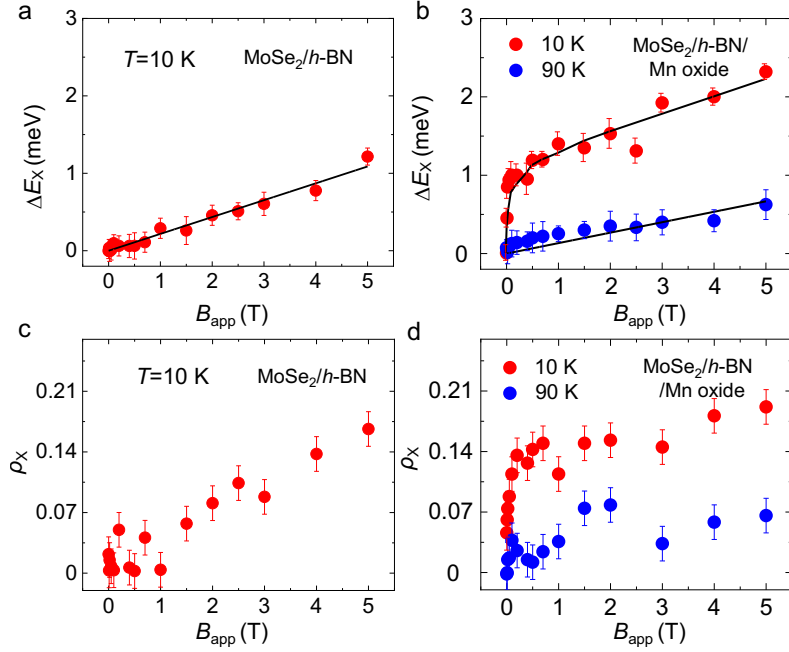 a
T=10 K
MoSe2/h-BN
3
2
1
0
ΔEX (meV)
0 1 2 3 4 5
Bapp (T)
b
10 K
90 K
MoSe2/h-BN/
Mn oxide
3
2
1
0
ΔEX (meV)
0 1 2 3 4 5
Bapp (T)
c
T=10 K
MoSe2/h-BN
0.21
0.14
0.07
0
ρX
0 1 2 3 4 5
Bapp (T)
d
10 K
90 K
MoSe2/h-BN
/Mn oxide
0.21
0.14
0.07
0
ρX
0 1 2 3 4 5
Bapp (T)